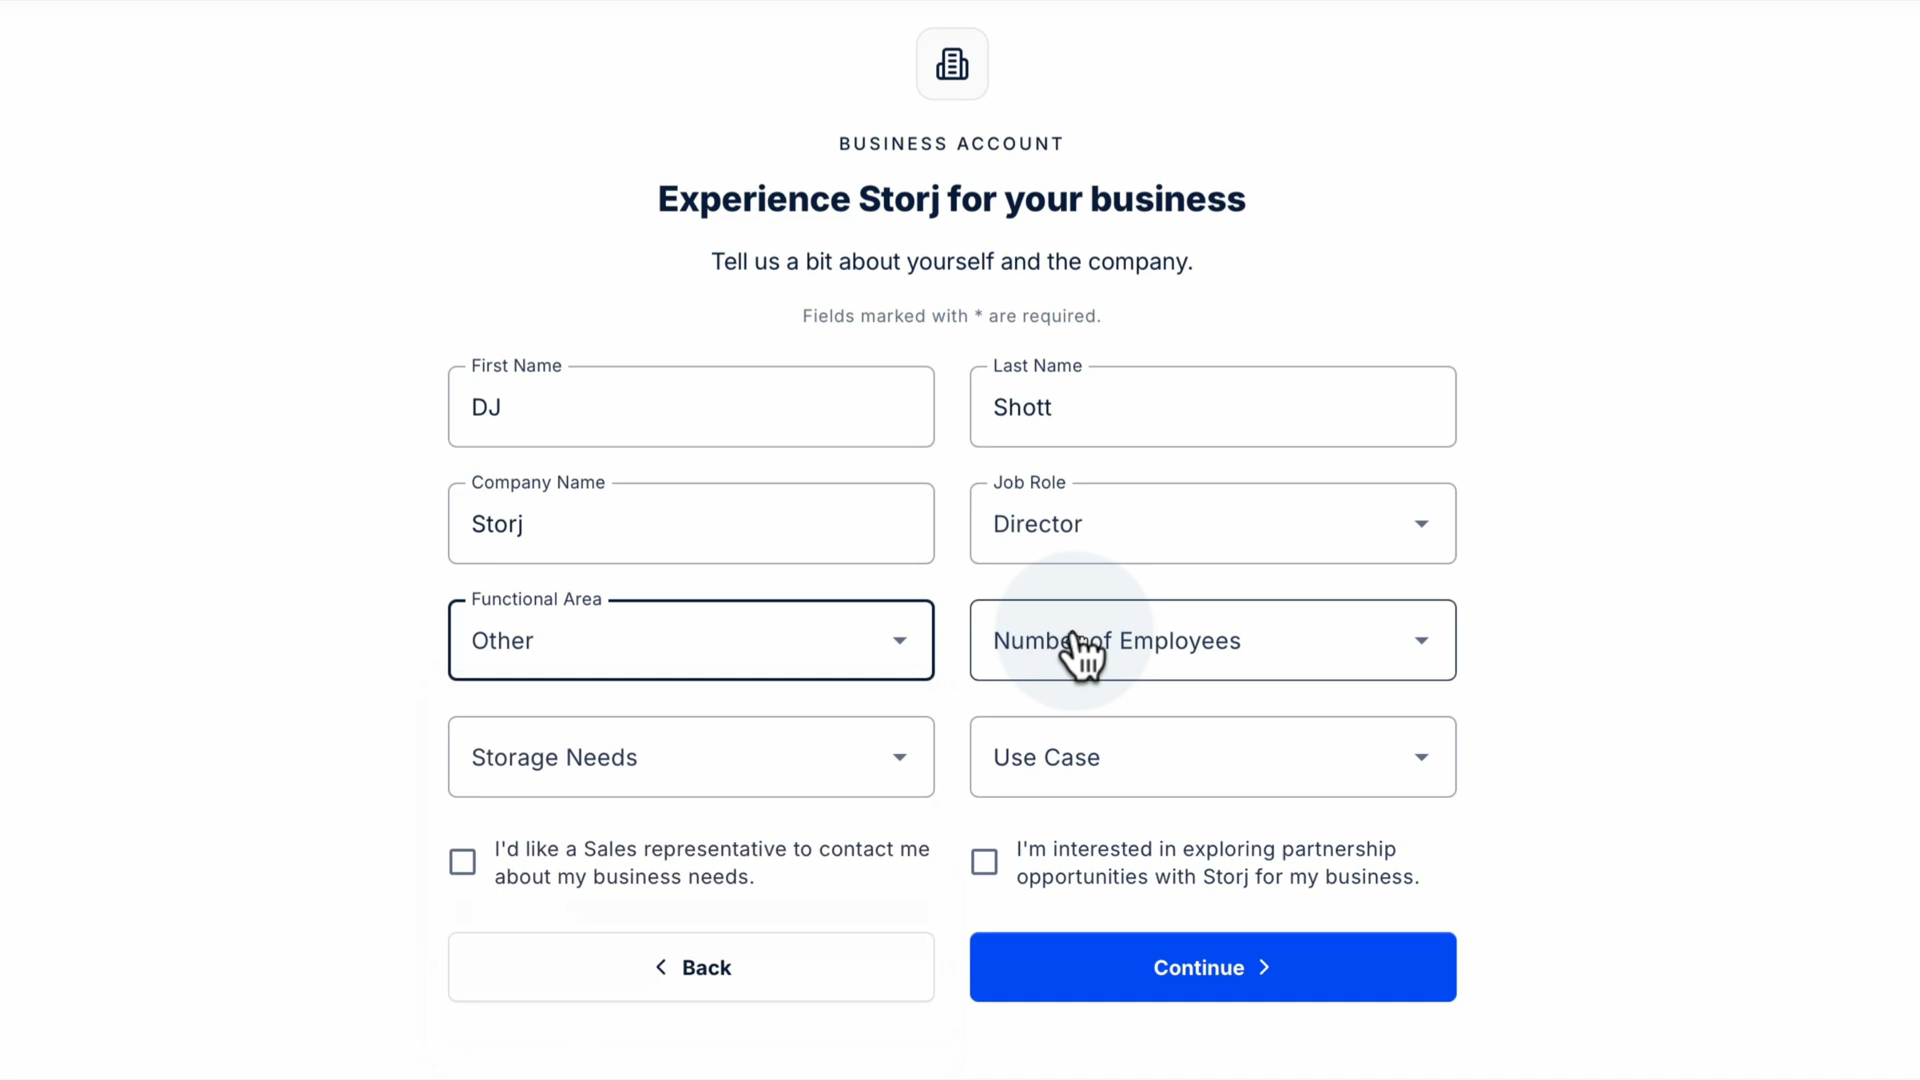 BUSINESS ACCOUNT
Experience Storj for your business
Tell us a bit about yourself and the company.
Fields marked with * are required.
First Name
DJ
Last Name
Shott
Company Name
Storj
Job Role
Director
Functional Area
Other
Number of Employees
Storage Needs
Use Case
I'd like a Sales representative to contact me
about my business needs.
I'm interested in exploring partnership
opportunities with Storj for my business.
Back
Continue